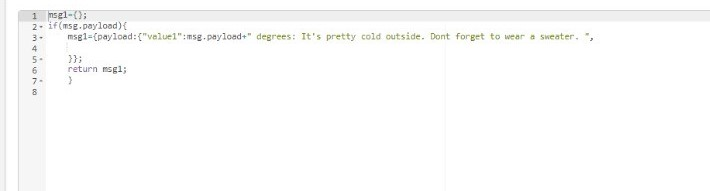 1 msg1={};
2 if(msg.payload){
3 msg1={payload:{"value1":msg.payload+" degrees: It's pretty cold outside. Dont forget to wear a sweater. ",
4
5 }};
6 return msg1;
7 }
8